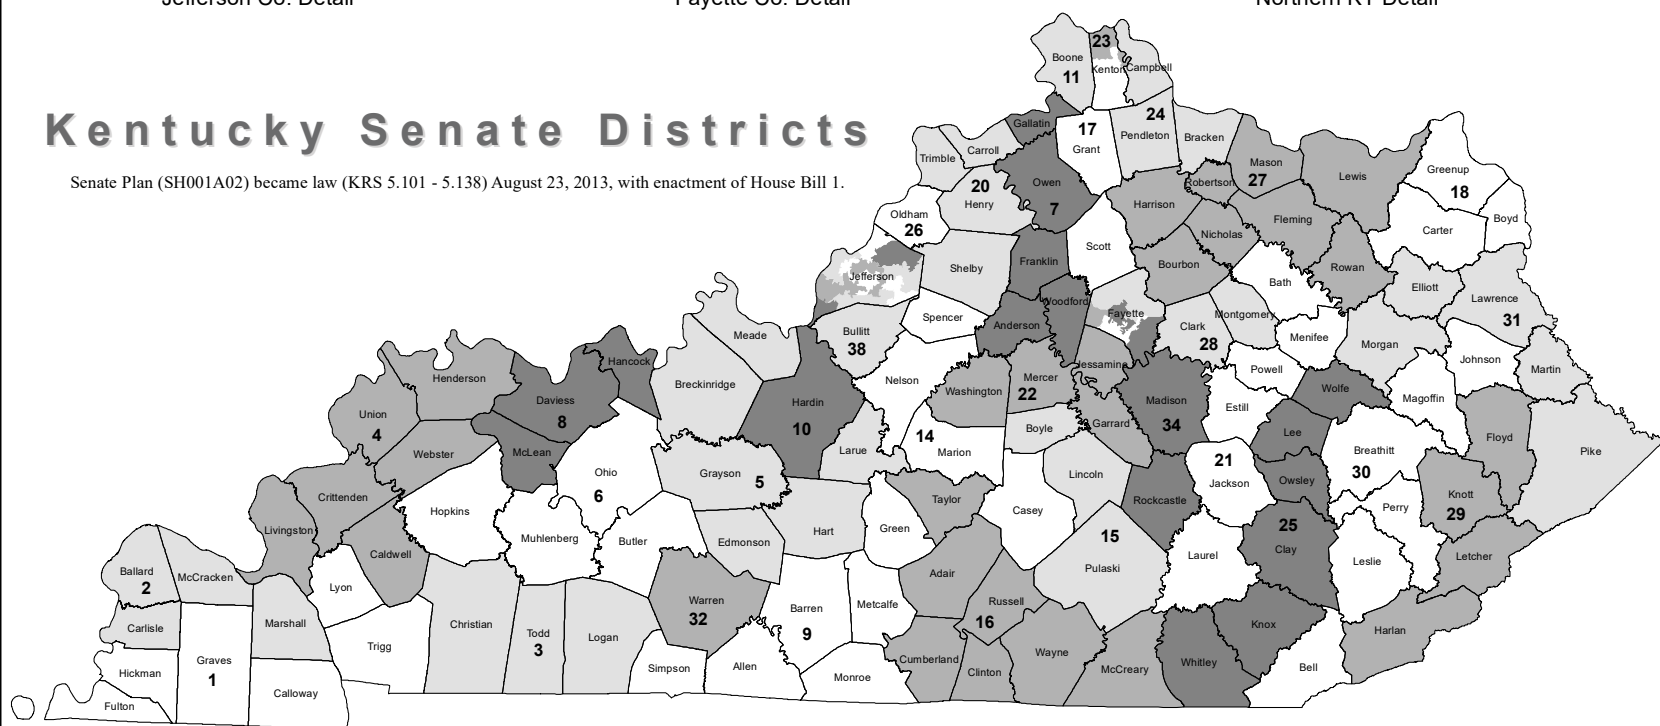 Jefferson Co. Detail
Fayette Co. Detail
Northern KY Detail
Kentucky Senate Districts
Senate Plan (SH001A02) became law (KRS 5.101 - 5.138) August 23, 2013, with enactment of House Bill 1.
23
Boone
11
Kenton
Campbell
Gallatin
17
Grant
24
Pendleton
Bracken
Trimble
Carroll
Owen
7
20
Henry
Mason
27
Robertson
Lewis
Greenup
18
Oldham
26
Harrison
Fleming
Carter
Boyd
Scott
Nicholas
Jefferson
Shelby
Franklin
Bourbon
Rowan
Bath
Elliott
Lawrence
31
Woodford
Fayette
Montgomery
Spencer
Anderson
Clark
28
Menifee
Morgan
Bullitt
38
Meade
Johnson
Martin
Hancock
Henderson
Breckinridge
Nelson
Washington
Mercer
22
Jessamine
Powell
Wolfe
Magoffin
Daviess
8
Hardin
10
Madison
34
Estill
Union
4
Boyle
Garrard
Lee
Floyd
Pike
Webster
McLean
Larue
14
Marion
Breathitt
30
Ohio
6
Grayson
5
Lincoln
21
Jackson
Owsley
Knott
29
Crittenden
Taylor
Rockcastle
Perry
Hopkins
Casey
Livingston
Muhlenberg
Butler
Edmonson
Hart
Green
15
Pulaski
Laurel
25
Clay
Leslie
Letcher
Caldwell
Ballard
2
McCracken
Lyon
Adair
Warren
32
Barren
9
Metcalfe
Russell
16
Carlisle
Marshall
Christian
Todd
3
Logan
Knox
Harlan
Trigg
Wayne
Hickman
Graves
1
Simpson
Allen
Cumberland
Clinton
McCreary
Whitley
Bell
Calloway
Monroe
Fulton